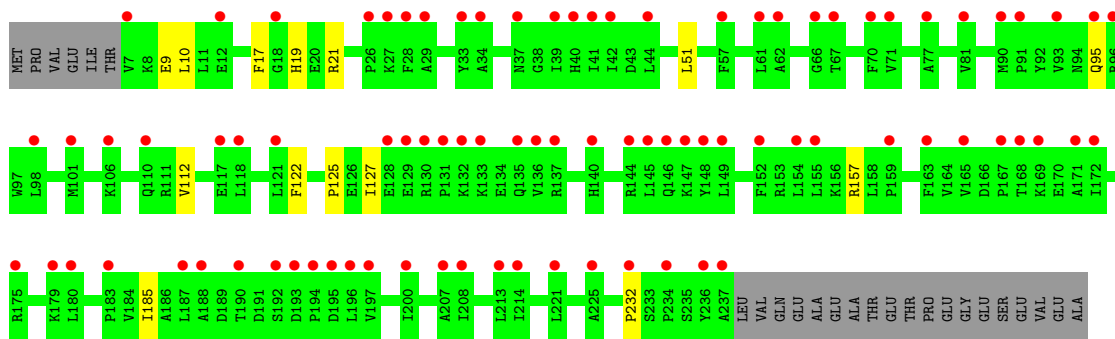 MET PRO VAL GLU ILE THR V7 K8 E9 L10 L11 E12 F17 G18 H19 E20 R21 P26 K27 F28 A29 Y33 A34 N37 G38 I39 H40 I41 I42 D43 L44 L51 F57 L61 A62 G66 T67 F70 V71 A77 V81 M90 P91 Y92 V93 N94 Q95 R96
W97 L98 M101 K106 Q110 R111 V112 E117 L118 L121 F122 P125 E126 I127 E128 E129 R130 P131 K132 K133 E134 Q135 V136 R137 H140 R144 L145 Q146 K147 Y148 L149 F152 R153 L154 L155 K156 R157 L158 P159 F163 V164 V165 D166 P167 T168 K169 E170 A171 I172
R175 K179 L180 P183 V184 I185 A186 L187 A188 D189 T190 D191 S192 D193 P194 D195 L196 V197 I200 A207 I208 L213 I214 L221 A225 P232 S233 P234 S235 Y236 A237 LEU VAL GLN GLU ALA GLU ALA THR GLU THR PRO GLU GLY GLU SER GLU VAL GLU ALA